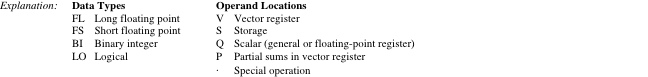 Explanation: Data Types Operand Locations
FL Long floating point V Vector register
FS Short floating point S Storage
BI Binary integer Q Scalar (general or floating-point register)
LO Logical P Partial sums in vector register
· Special operation